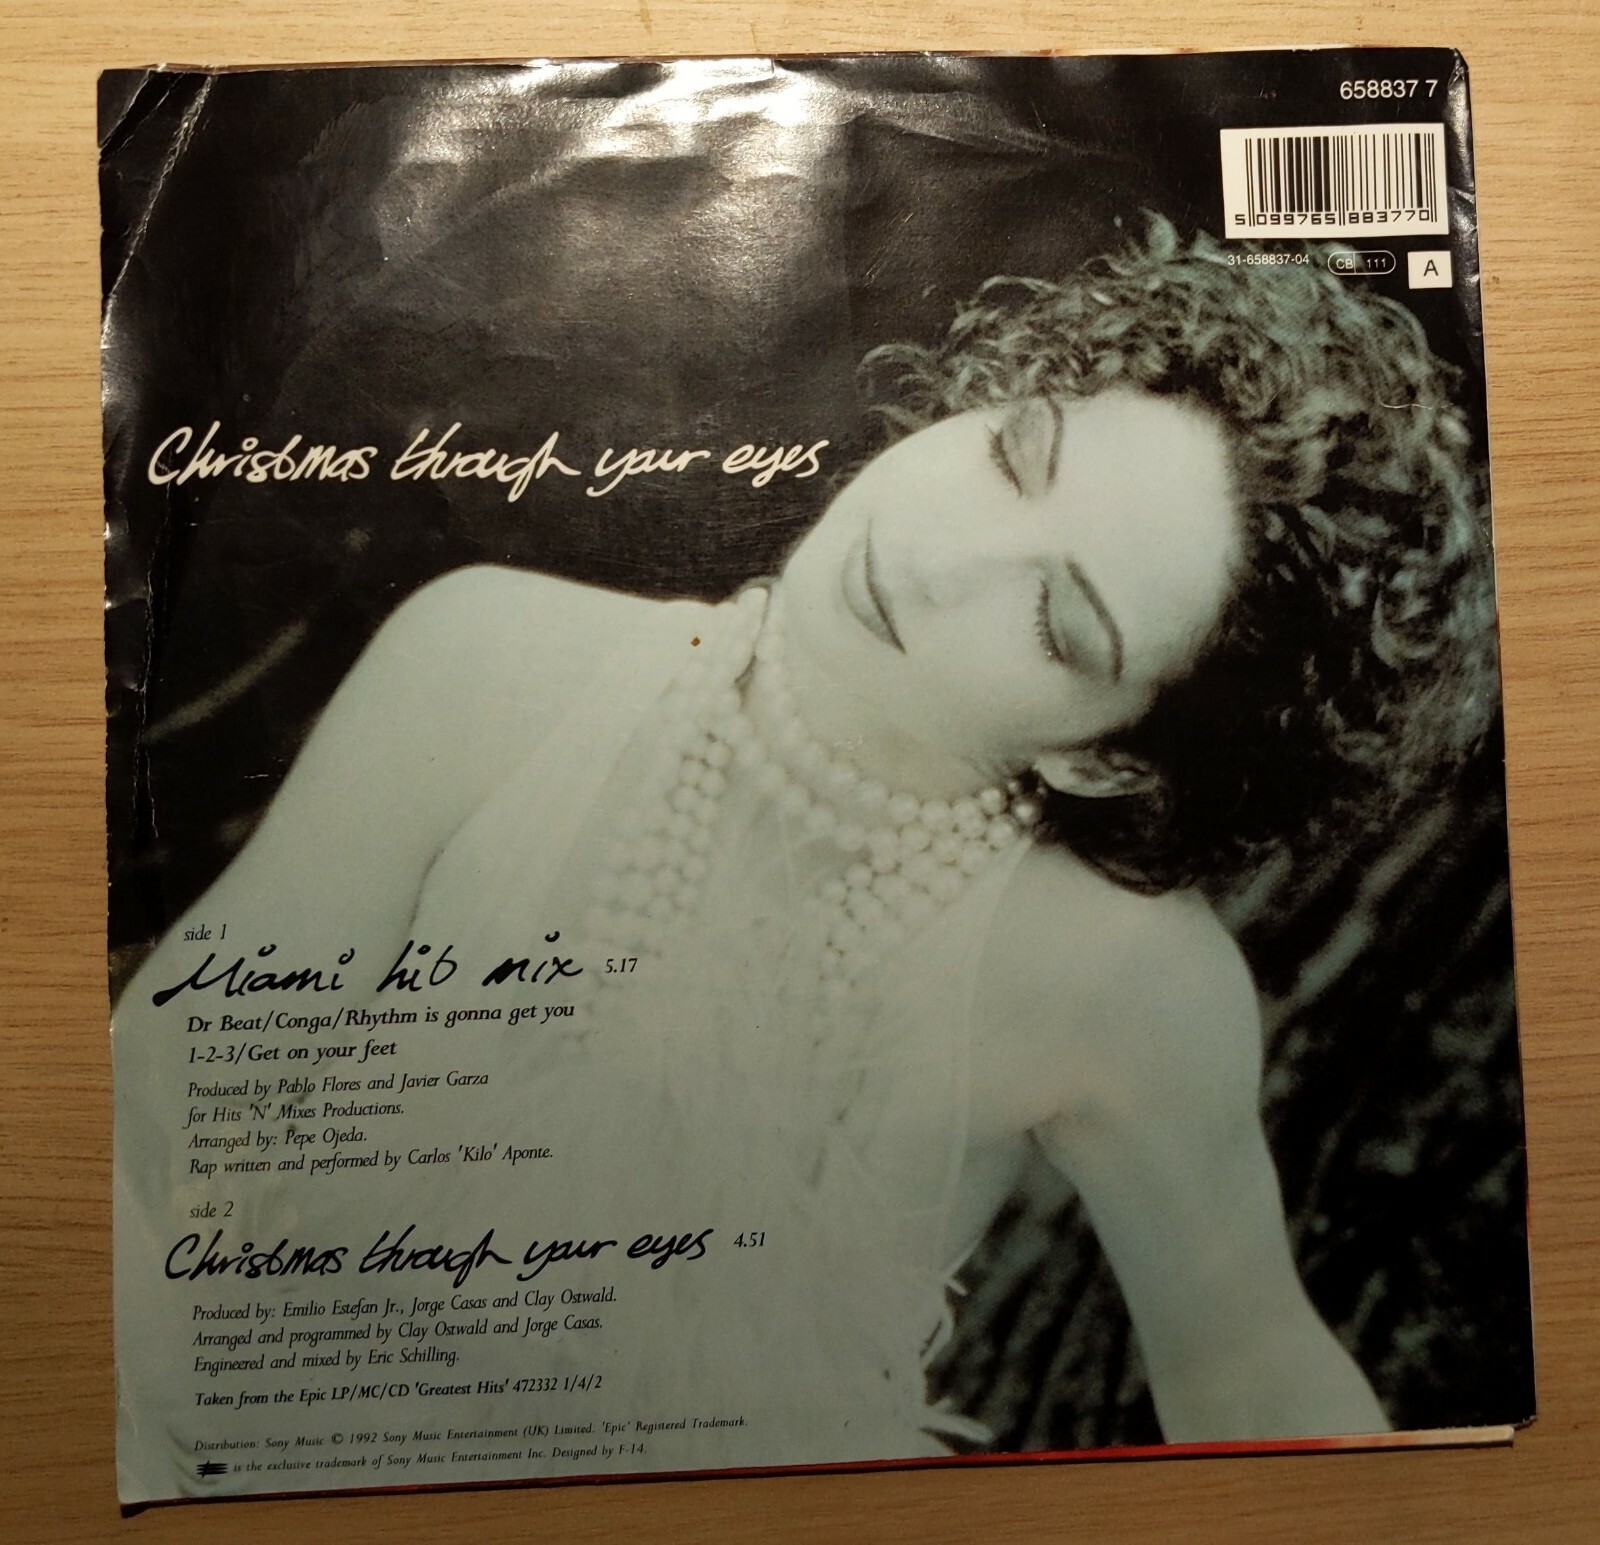 658837 7
5 099765 883770
31-658837-04 CB 111 A
Christmas through your eyes
side 1
Miami hit mix 5.17
Dr Beat/Conga/Rhythm is gonna get you
1-2-3/Get on your feet
Produced by Pablo Flores and Javier Garza
for Hits 'N' Mixes Productions.
Arranged by: Pepe Ojeda.
Rap written and performed by Carlos 'Kilo' Aponte.
side 2
Christmas through your eyes 4.51
Produced by: Emilio Estefan Jr., Jorge Casas and Clay Ostwald.
Arranged and programmed by Clay Ostwald and Jorge Casas.
Engineered and mixed by Eric Schilling.
Taken from the Epic LP/MC/CD 'Greatest Hits' 472332 1/4/2
Distribution: Sony Music © 1992 Sony Music Entertainment (UK) Limited. 'Epic' Registered Trademark.
is the exclusive trademark of Sony Music Entertainment Inc. Designed by F-14.